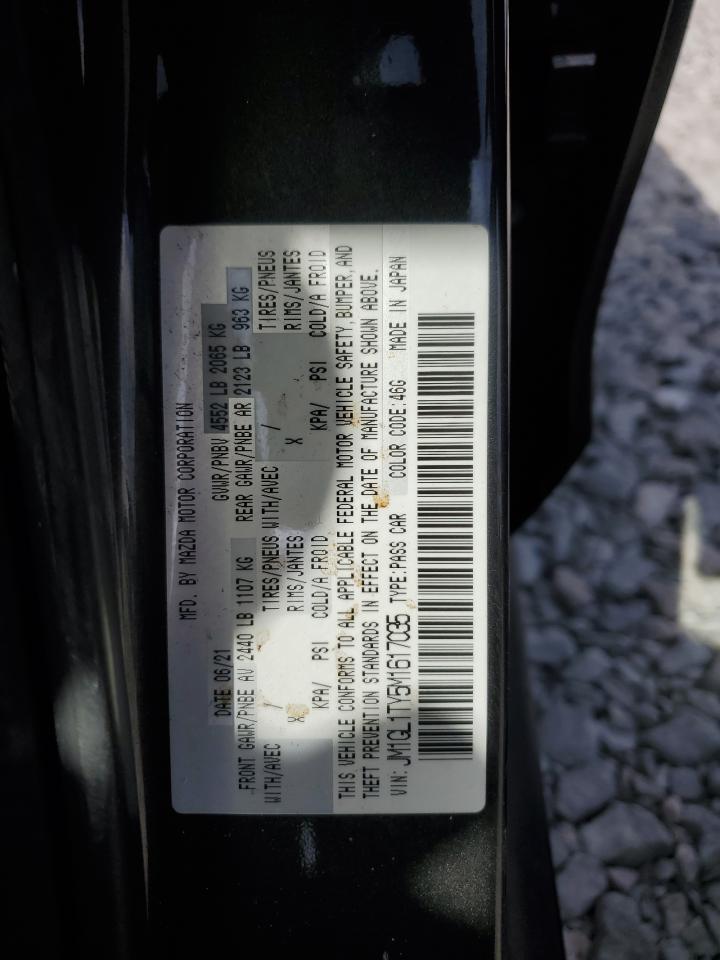 MFD. BY MAZDA MOTOR CORPORATION
DATE 06/21 GVWR/PNBV 4552 LB 2065 KG
FRONT GAWR/PNBE AV 2440 LB 1107 KG REAR GAWR/PNBE AR 2123 LB 963 KG
WITH/AVEC / TIRES/PNEUS WITH/AVEC / TIRES/PNEUS
X RIMS/JANTES X RIMS/JANTES
KPA/ PSI COLD/A FROID KPA/ PSI COLD/A FROID
THIS VEHICLE CONFORMS TO ALL APPLICABLE FEDERAL MOTOR VEHICLE SAFETY, BUMPER, AND
THEFT PREVENTION STANDARDS IN EFFECT ON THE DATE OF MANUFACTURE SHOWN ABOVE.
VIN: JM1GL1TY5M1617035 TYPE:PASS CAR COLOR CODE:46G MADE IN JAPAN